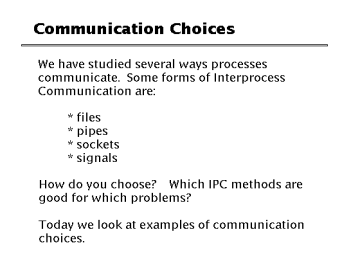 Communication Choices
We have studied several ways processes
communicate. Some forms of Interprocess
Communication are:
* files
* pipes
* sockets
* signals
How do you choose? Which IPC methods are
good for which problems?
Today we look at examples of communication
choices.